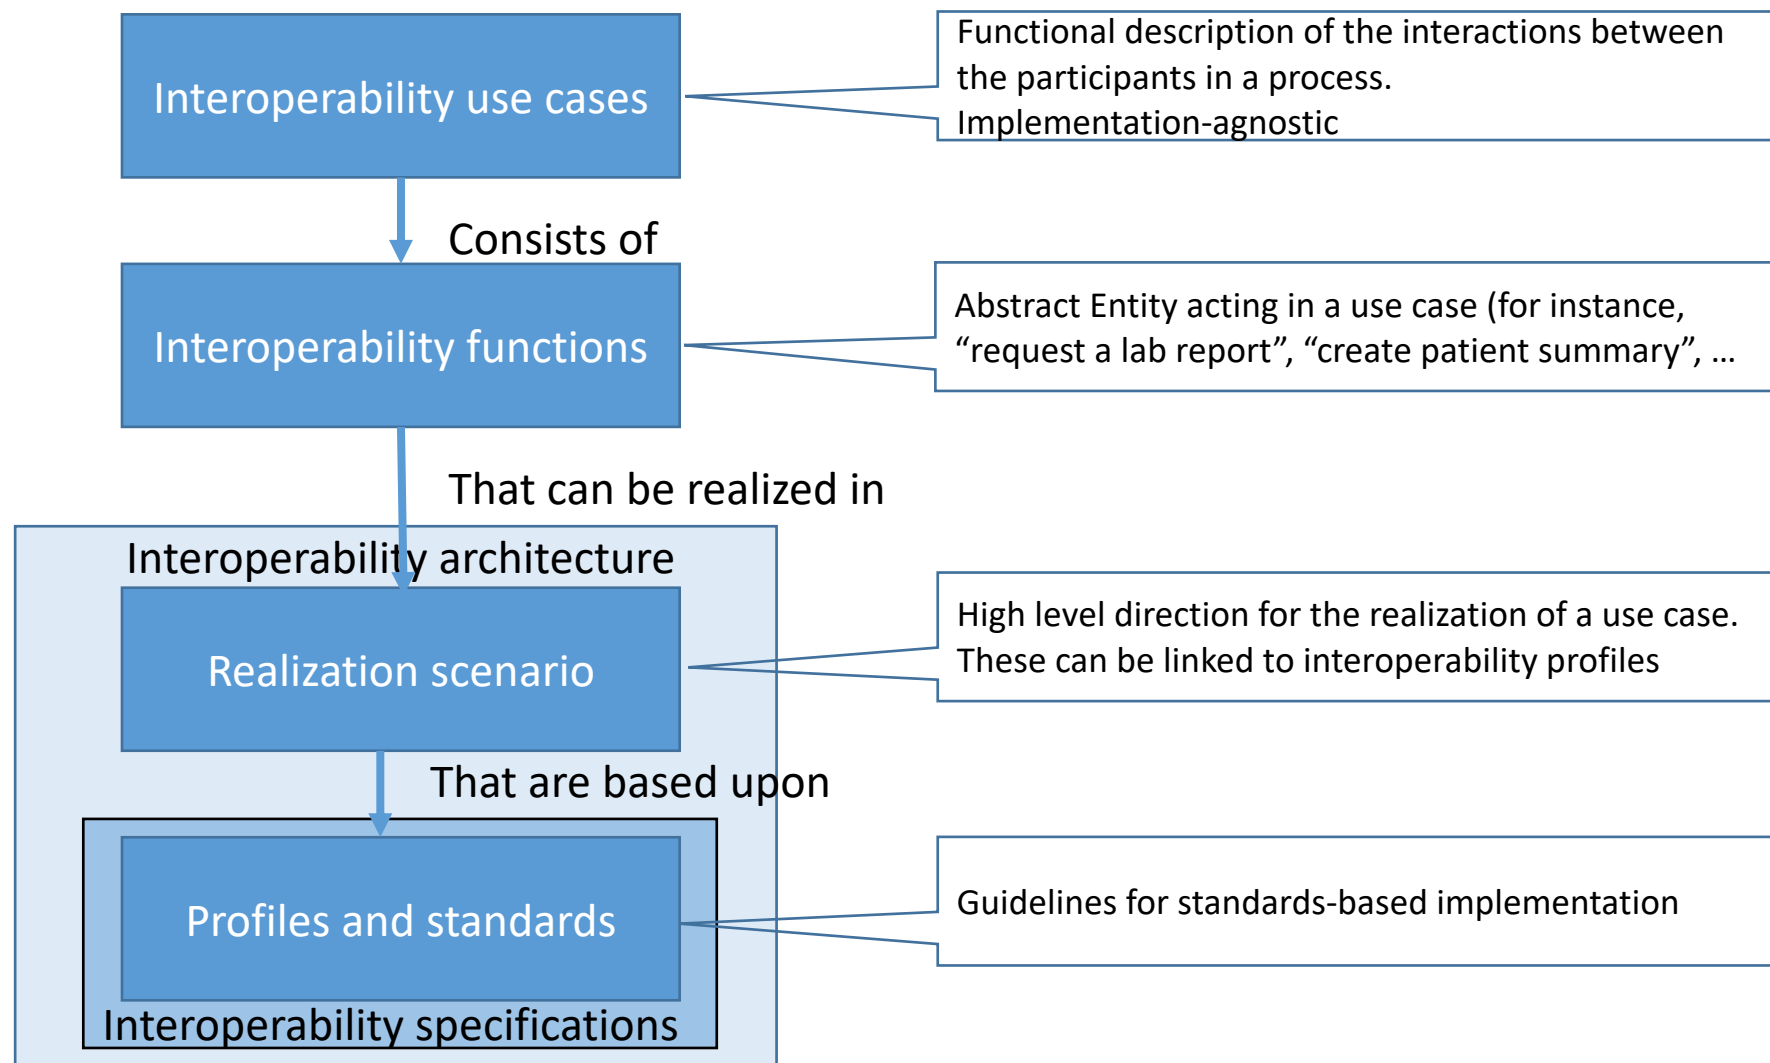 Interoperability use cases
Functional description of the interactions between
the participants in a process.
Implementation-agnostic
Consists of
Interoperability functions
Abstract Entity acting in a use case (for instance,
“request a lab report”, “create patient summary”, …
That can be realized in
Interoperability architecture
Realization scenario
High level direction for the realization of a use case.
These can be linked to interoperability profiles
That are based upon
Profiles and standards
Guidelines for standards-based implementation
Interoperability specifications